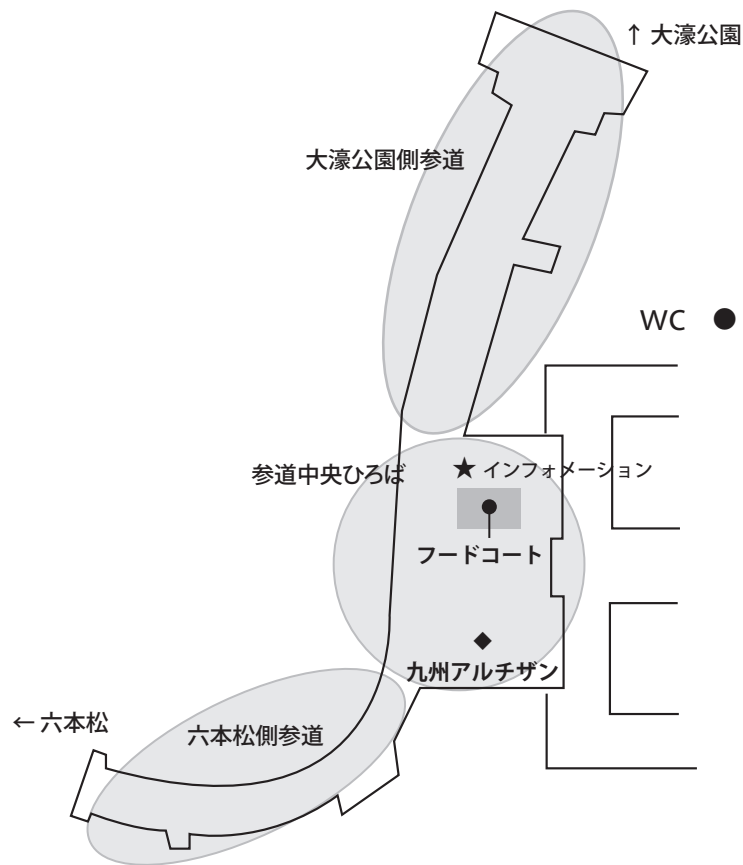 ↑ 大濠公園
大濠公園側参道
WC
参道中央ひろば
インフォメーション
フードコート
九州アルチザン
← 六本松
六本松側参道